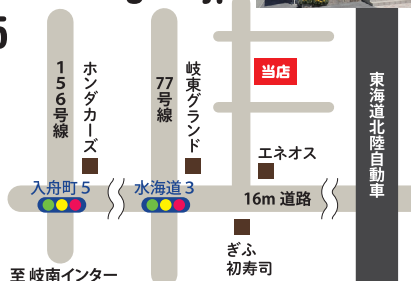 5
156号線
ホンダカーズ
77号線
岐東グランド
当店
東海道北陸自動車
エネオス
入舟町5
水海道3
16m 道路
ぎふ
初寿司
至 岐南インター